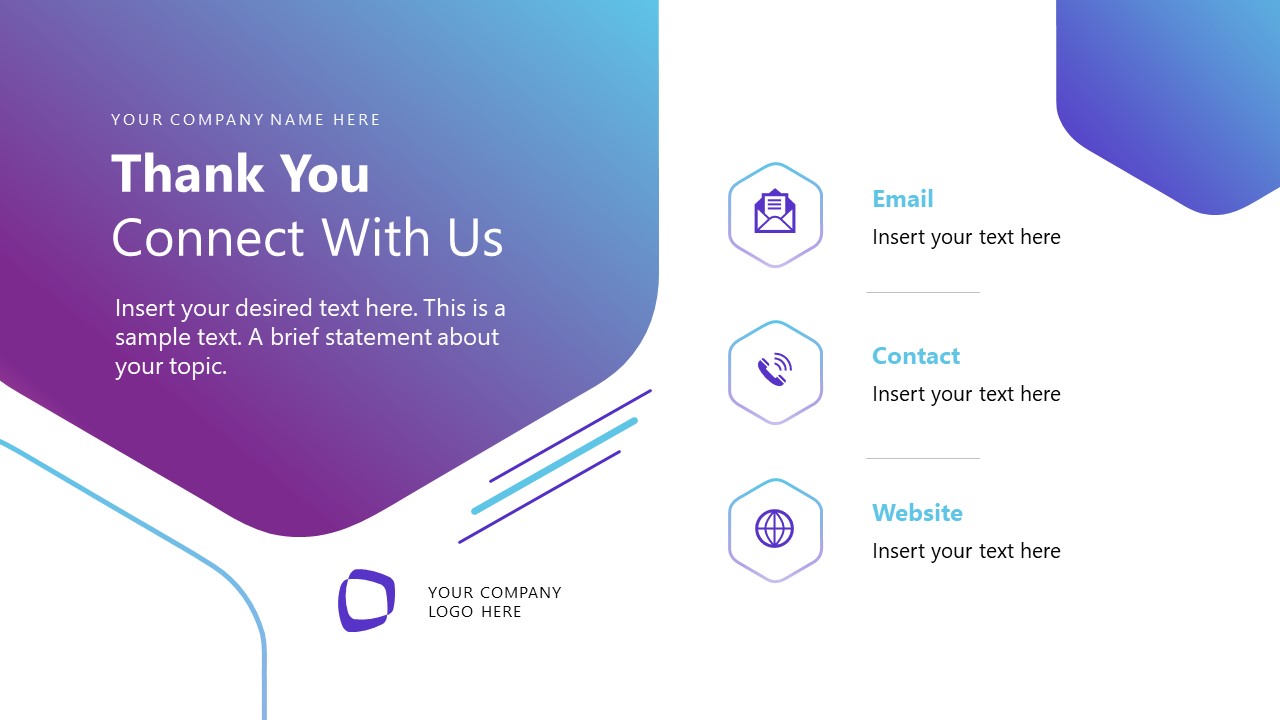 YOUR COMPANY NAME HERE
Thank You
Connect With Us
Insert your desired text here. This is a
sample text. A brief statement about
your topic.
YOUR COMPANY
LOGO HERE
Email
Insert your text here
Contact
Insert your text here
Website
Insert your text here